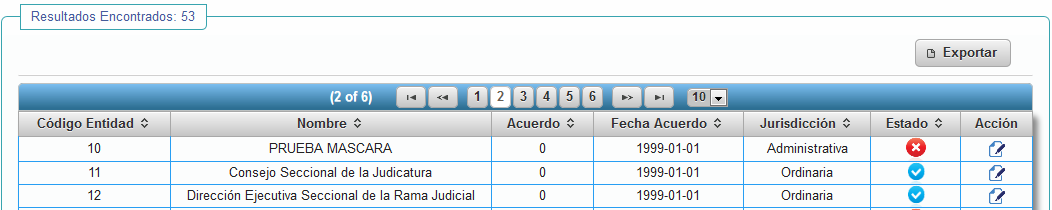 Resultados Encontrados: 53
Exportar
(2 of 6) 1 2 3 4 5 6 10
Código Entidad Nombre Acuerdo Fecha Acuerdo Jurisdicción Estado Acción
10 PRUEBA MASCARA 0 1999-01-01 Administrativa
11 Consejo Seccional de la Judicatura 0 1999-01-01 Ordinaria
12 Dirección Ejecutiva Seccional de la Rama Judicial 0 1999-01-01 Ordinaria